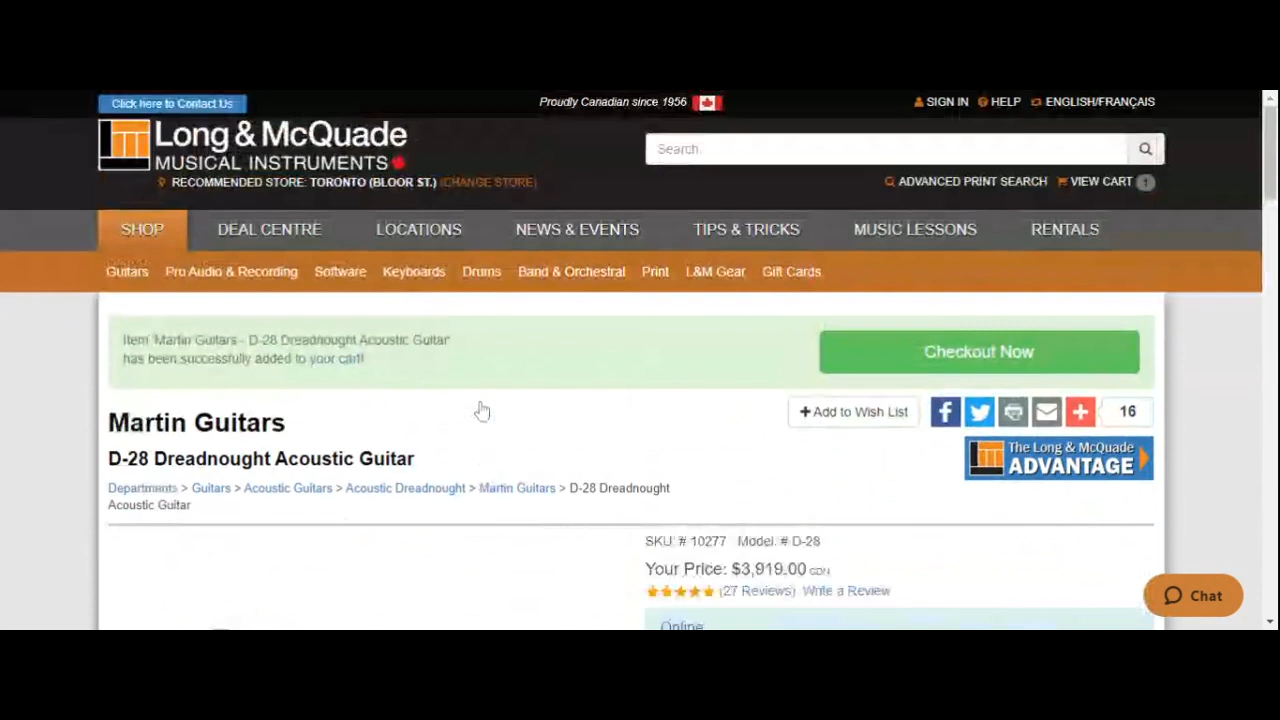 Click here to Contact Us
Proudly Canadian since 1956
SIGN IN HELP ENGLISH/FRANÇAIS
Long & McQuade
MUSICAL INSTRUMENTS
Search
RECOMMENDED STORE: TORONTO (BLOOR ST.) (CHANGE STORE)
ADVANCED PRINT SEARCH VIEW CART 1
SHOP DEAL CENTRE LOCATIONS NEWS & EVENTS TIPS & TRICKS MUSIC LESSONS RENTALS
Guitars Pro Audio & Recording Software Keyboards Drums Band & Orchestral Print L&M Gear Gift Cards
Item 'Martin Guitars - D-28 Dreadnought Acoustic Guitar'
has been successfully added to your cart!
Checkout Now
Martin Guitars
+ Add to Wish List
16
D-28 Dreadnought Acoustic Guitar
The Long & McQuade
ADVANTAGE
Departments > Guitars > Acoustic Guitars > Acoustic Dreadnought > Martin Guitars > D-28 Dreadnought
Acoustic Guitar
SKU: # 10277 Model: # D-28
Your Price: $3,919.00 CDN
(27 Reviews) Write a Review
Online
Chat